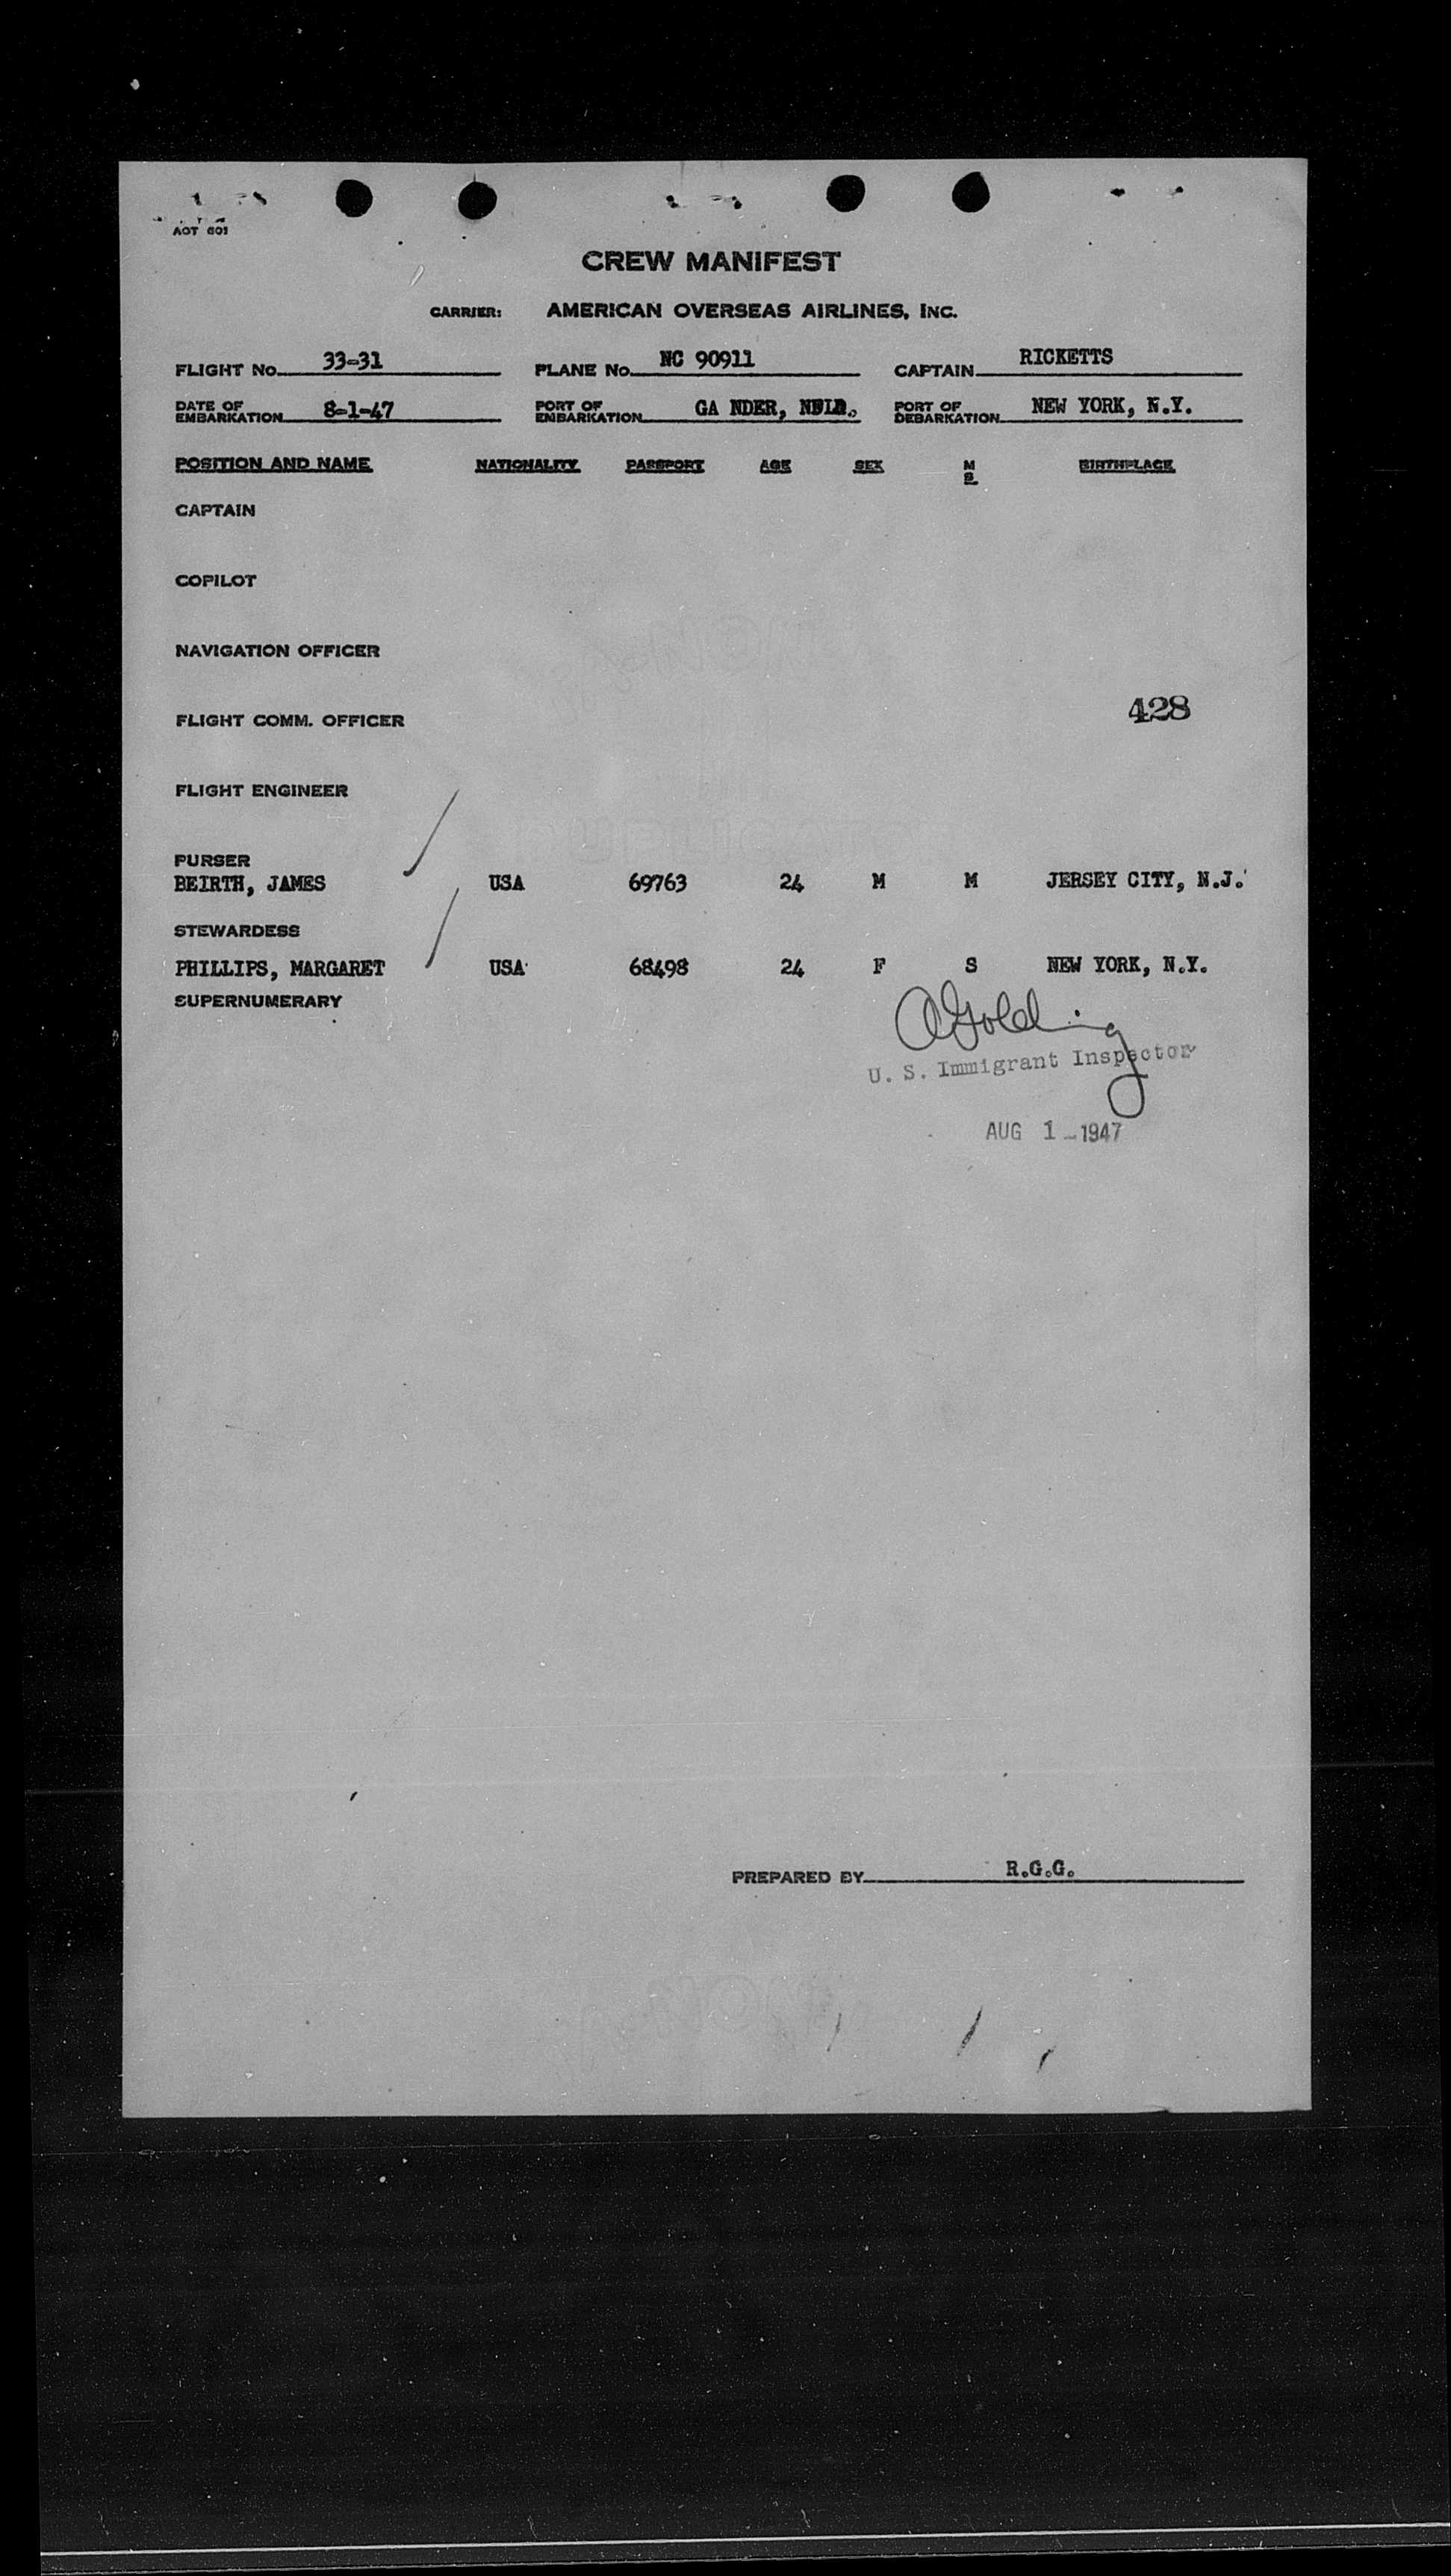 AOT 601
CREW MANIFEST
CARRIER: AMERICAN OVERSEAS AIRLINES, INC.
FLIGHT No. 33-31 PLANE No. NC 90911 CAPTAIN RICKETTS
DATE OF EMBARKATION 8-1-47 PORT OF EMBARKATION GA NDER, NFLD. PORT OF DEBARKATION NEW YORK, N.Y.
POSITION AND NAME NATIONALITY PASSPORT AGE SEX M S BIRTHPLACE
CAPTAIN
COPILOT
NAVIGATION OFFICER
428
FLIGHT COMM. OFFICER
FLIGHT ENGINEER
PURSER
BEIRTH, JAMES USA 69763 24 M M JERSEY CITY, N.J.
STEWARDESS
PHILLIPS, MARGARET USA 68498 24 F S NEW YORK, N.Y.
SUPERNUMERARY
A Golding
U. S. Immigrant Inspector
AUG 1 - 1947
PREPARED BY R.G.G.